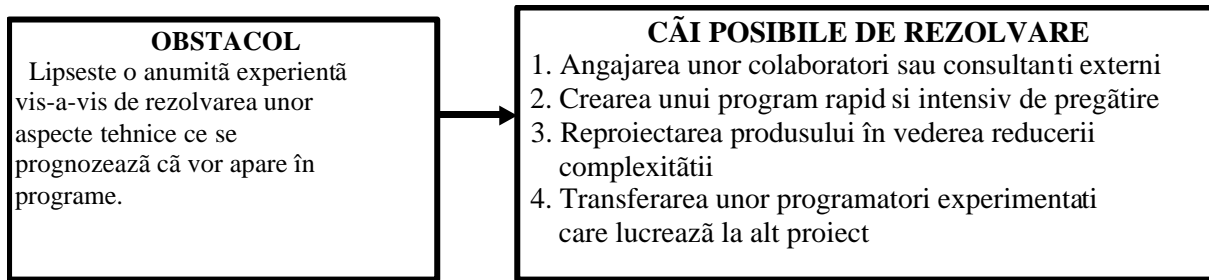 OBSTACOL
Lipseste o anumitã experientã
vis-a-vis de rezolvarea unor
aspecte tehnice ce se
prognozeazã cã vor apare în
programe.
CÃI POSIBILE DE REZOLVARE
1. Angajarea unor colaboratori sau consultanti externi
2. Crearea unui program rapid si intensiv de pregãtire
3. Reproiectarea produsului în vederea reducerii
complexitãtii
4. Transferarea unor programatori experimentati
care lucreazã la alt proiect